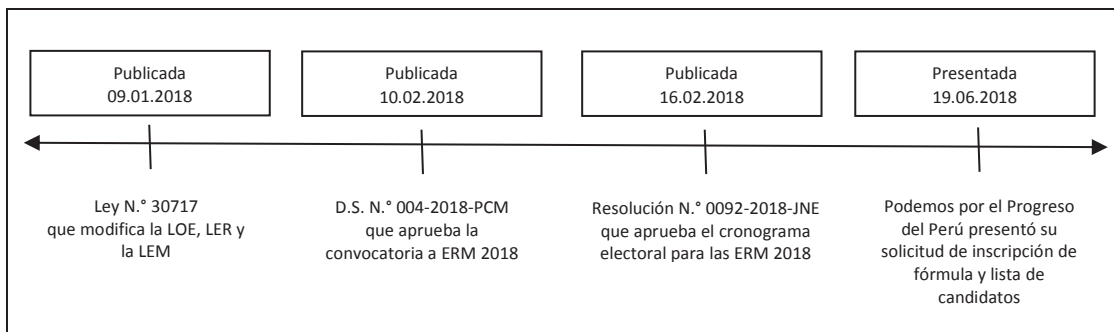 Publicada
09.01.2018
Publicada
10.02.2018
Publicada
16.02.2018
Presentada
19.06.2018
Ley N.° 30717
que modifica la LOE, LER y
la LEM
D.S. N.° 004-2018-PCM
que aprueba la
convocatoria a ERM 2018
Resolución N.° 0092-2018-JNE
que aprueba el cronograma
electoral para las ERM 2018
Podemos por el Progreso
del Perú presentó su
solicitud de inscripción de
fórmula y lista de
candidatos